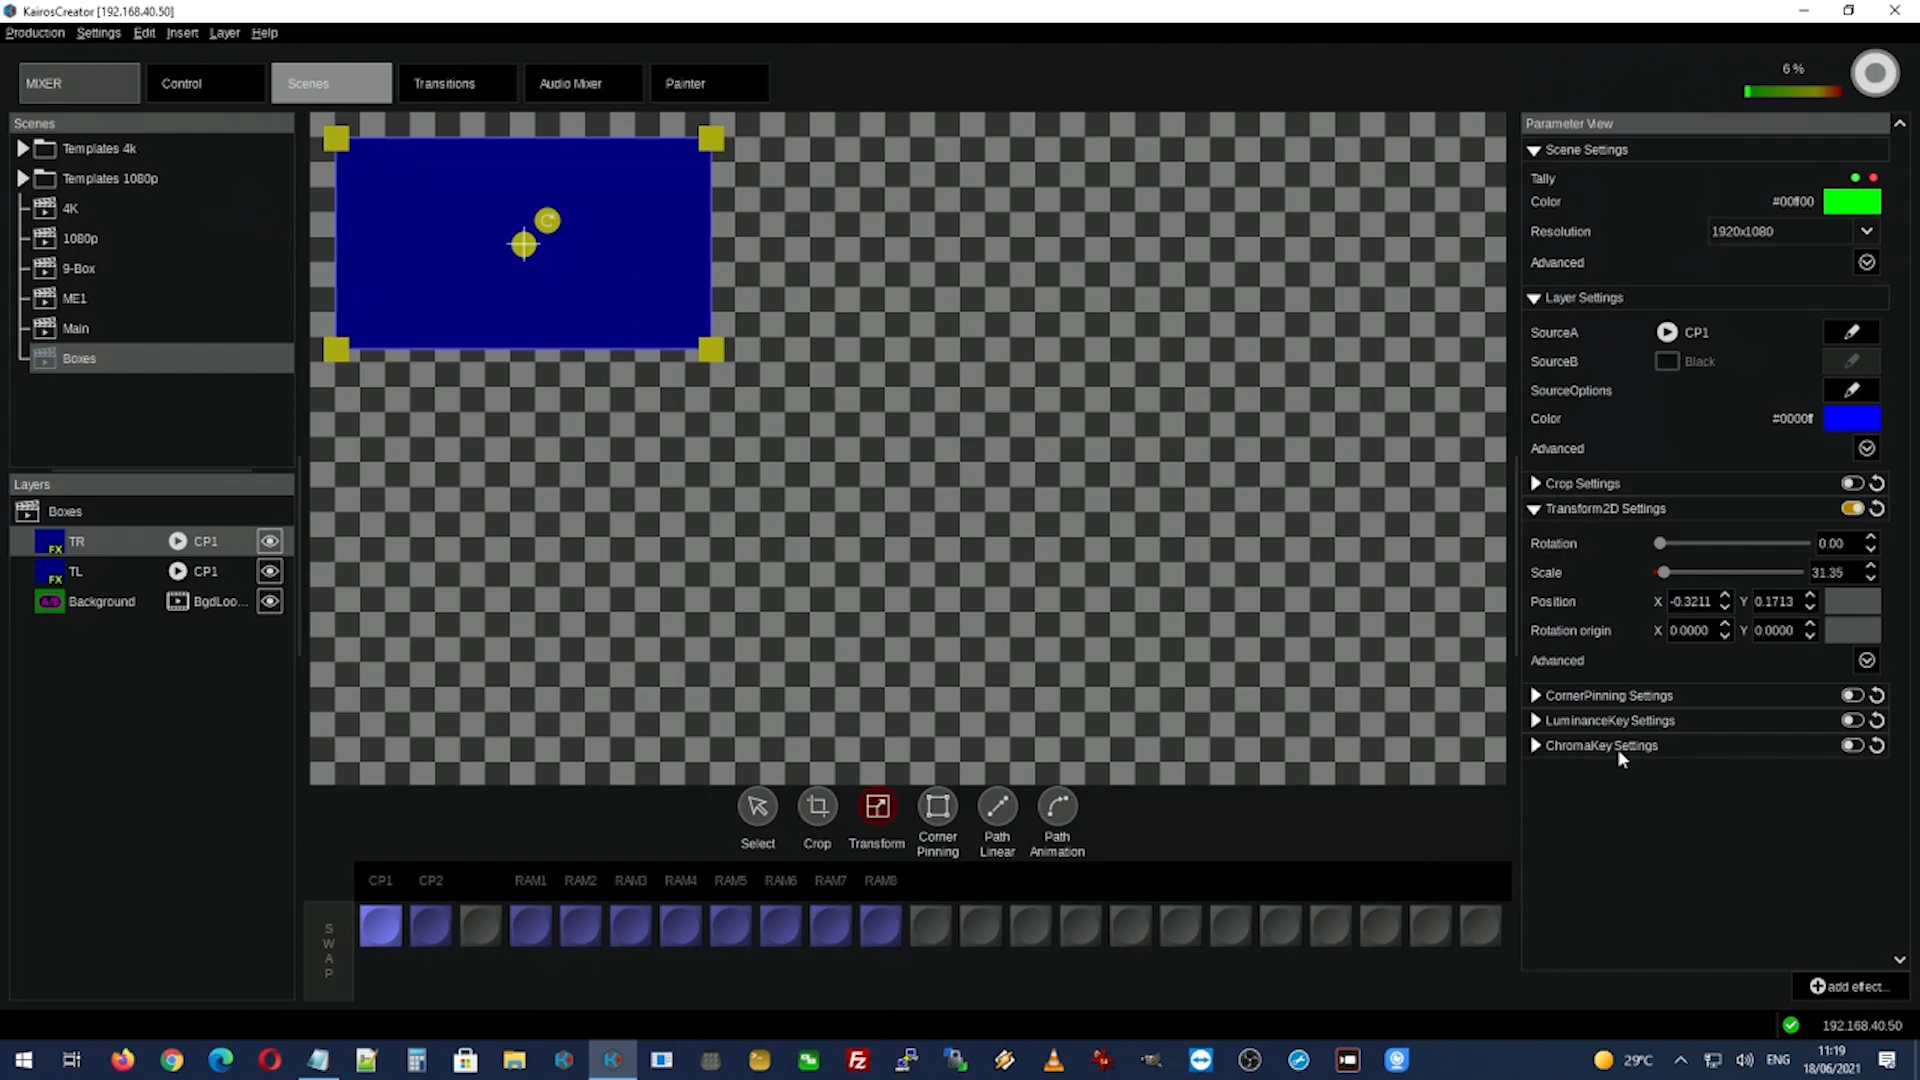 KairosCreator [192.168.40.50]
Production Settings Edit Insert Layer Help
MIXER Control Scenes Transitions Audio Mixer Painter
6 %
Scenes
Templates 4k
Templates 1080p
4K
1080p
9-Box
ME1
Main
Boxes
Layers
Boxes
FX TR CP1
FX TL CP1
A/B Background BgdLoo...
Select Crop Transform Corner Pinning Path Linear Path Animation
CP1 CP2 RAM1 RAM2 RAM3 RAM4 RAM5 RAM6 RAM7 RAM8
SWAP
Parameter View
Scene Settings
Tally
Color #00ff00
Resolution 1920x1080
Advanced
Layer Settings
SourceA CP1
SourceB Black
SourceOptions
Color #0000ff
Advanced
Crop Settings
Transform2D Settings
Rotation 0.00
Scale 31.35
Position X -0.3211 Y 0.1713
Rotation origin X 0.0000 Y 0.0000
Advanced
CornerPinning Settings
LuminanceKey Settings
ChromaKey Settings
add effect...
192.168.40.50
29°C ENG 11:19
18/06/2021